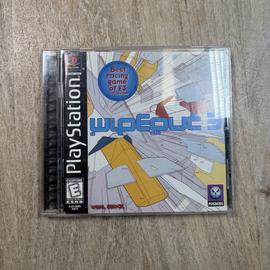 PlayStation
Best
racing
game
of E3
wipEout 3
E
PSYGNOSIS